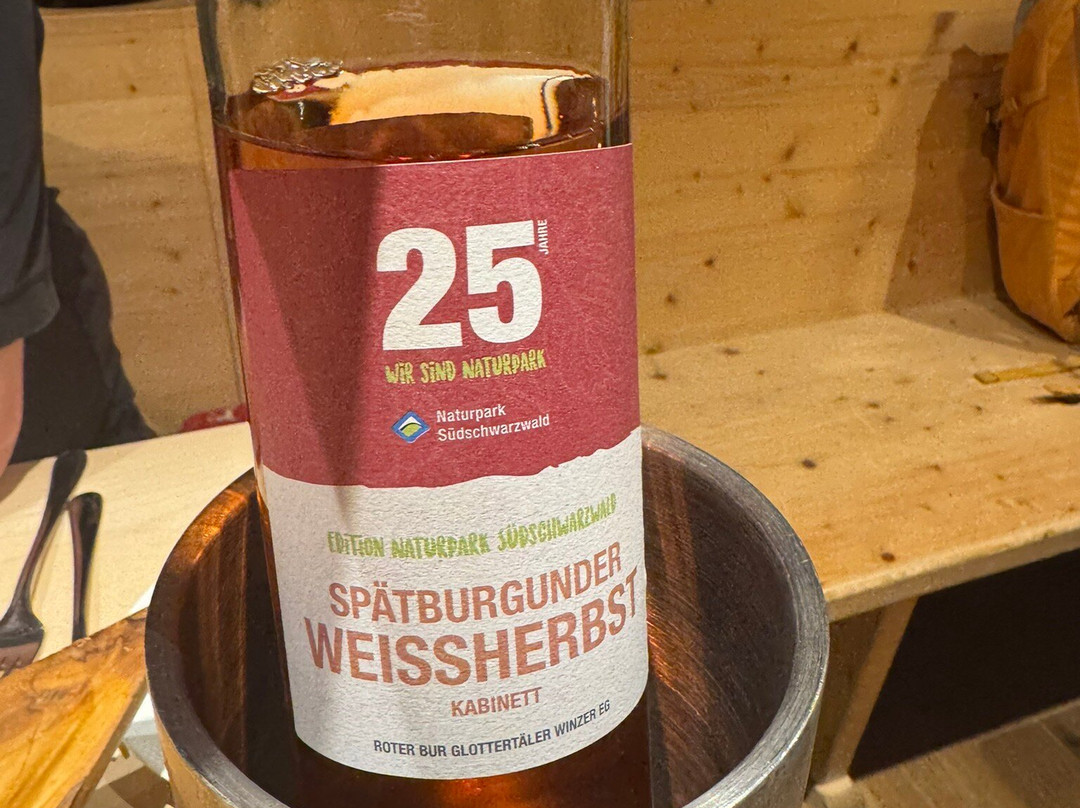 25 JAHRE
WIR SIND NATURPARK
Naturpark
Südschwarzwald
EDITION NATURPARK SÜDSCHWARZWALD
SPÄTBURGUNDER
WEISSHERBST
KABINETT
ROTER BUR GLOTTERTÄLER WINZER EG